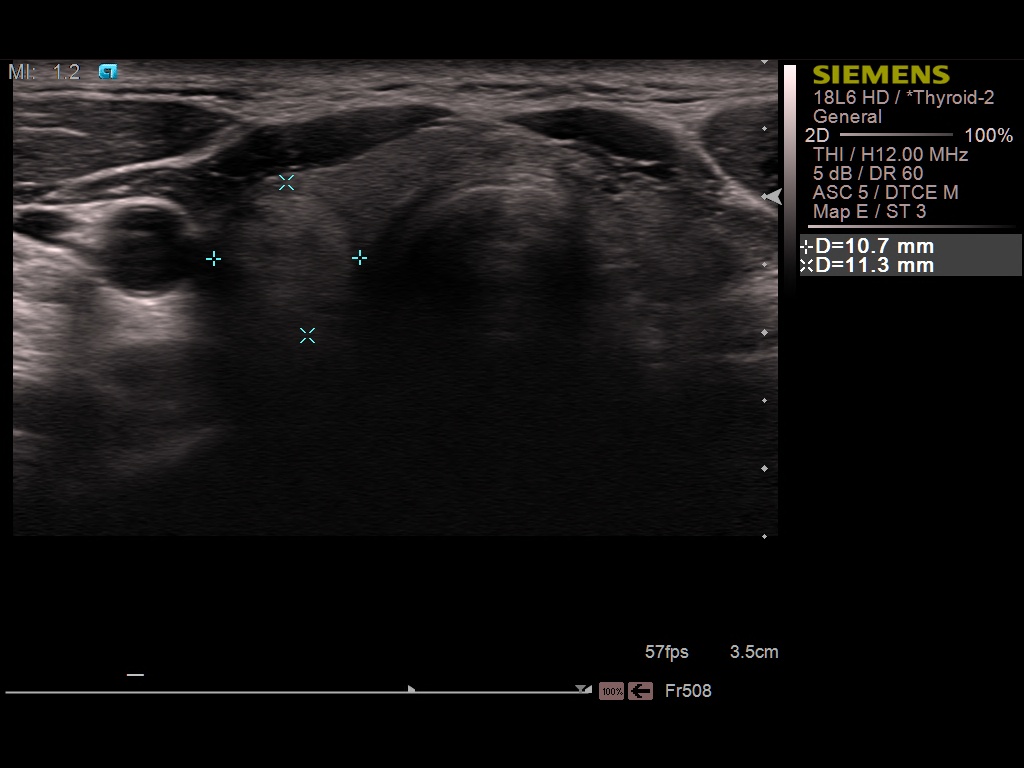 MI: 1.2
SIEMENS
18L6 HD / *Thyroid-2
General
2D 100%
THI / H12.00 MHz
5 dB / DR 60
ASC 5 / DTCE M
Map E / ST 3
D=10.7 mm
D=11.3 mm
57fps 3.5cm
100% Fr508